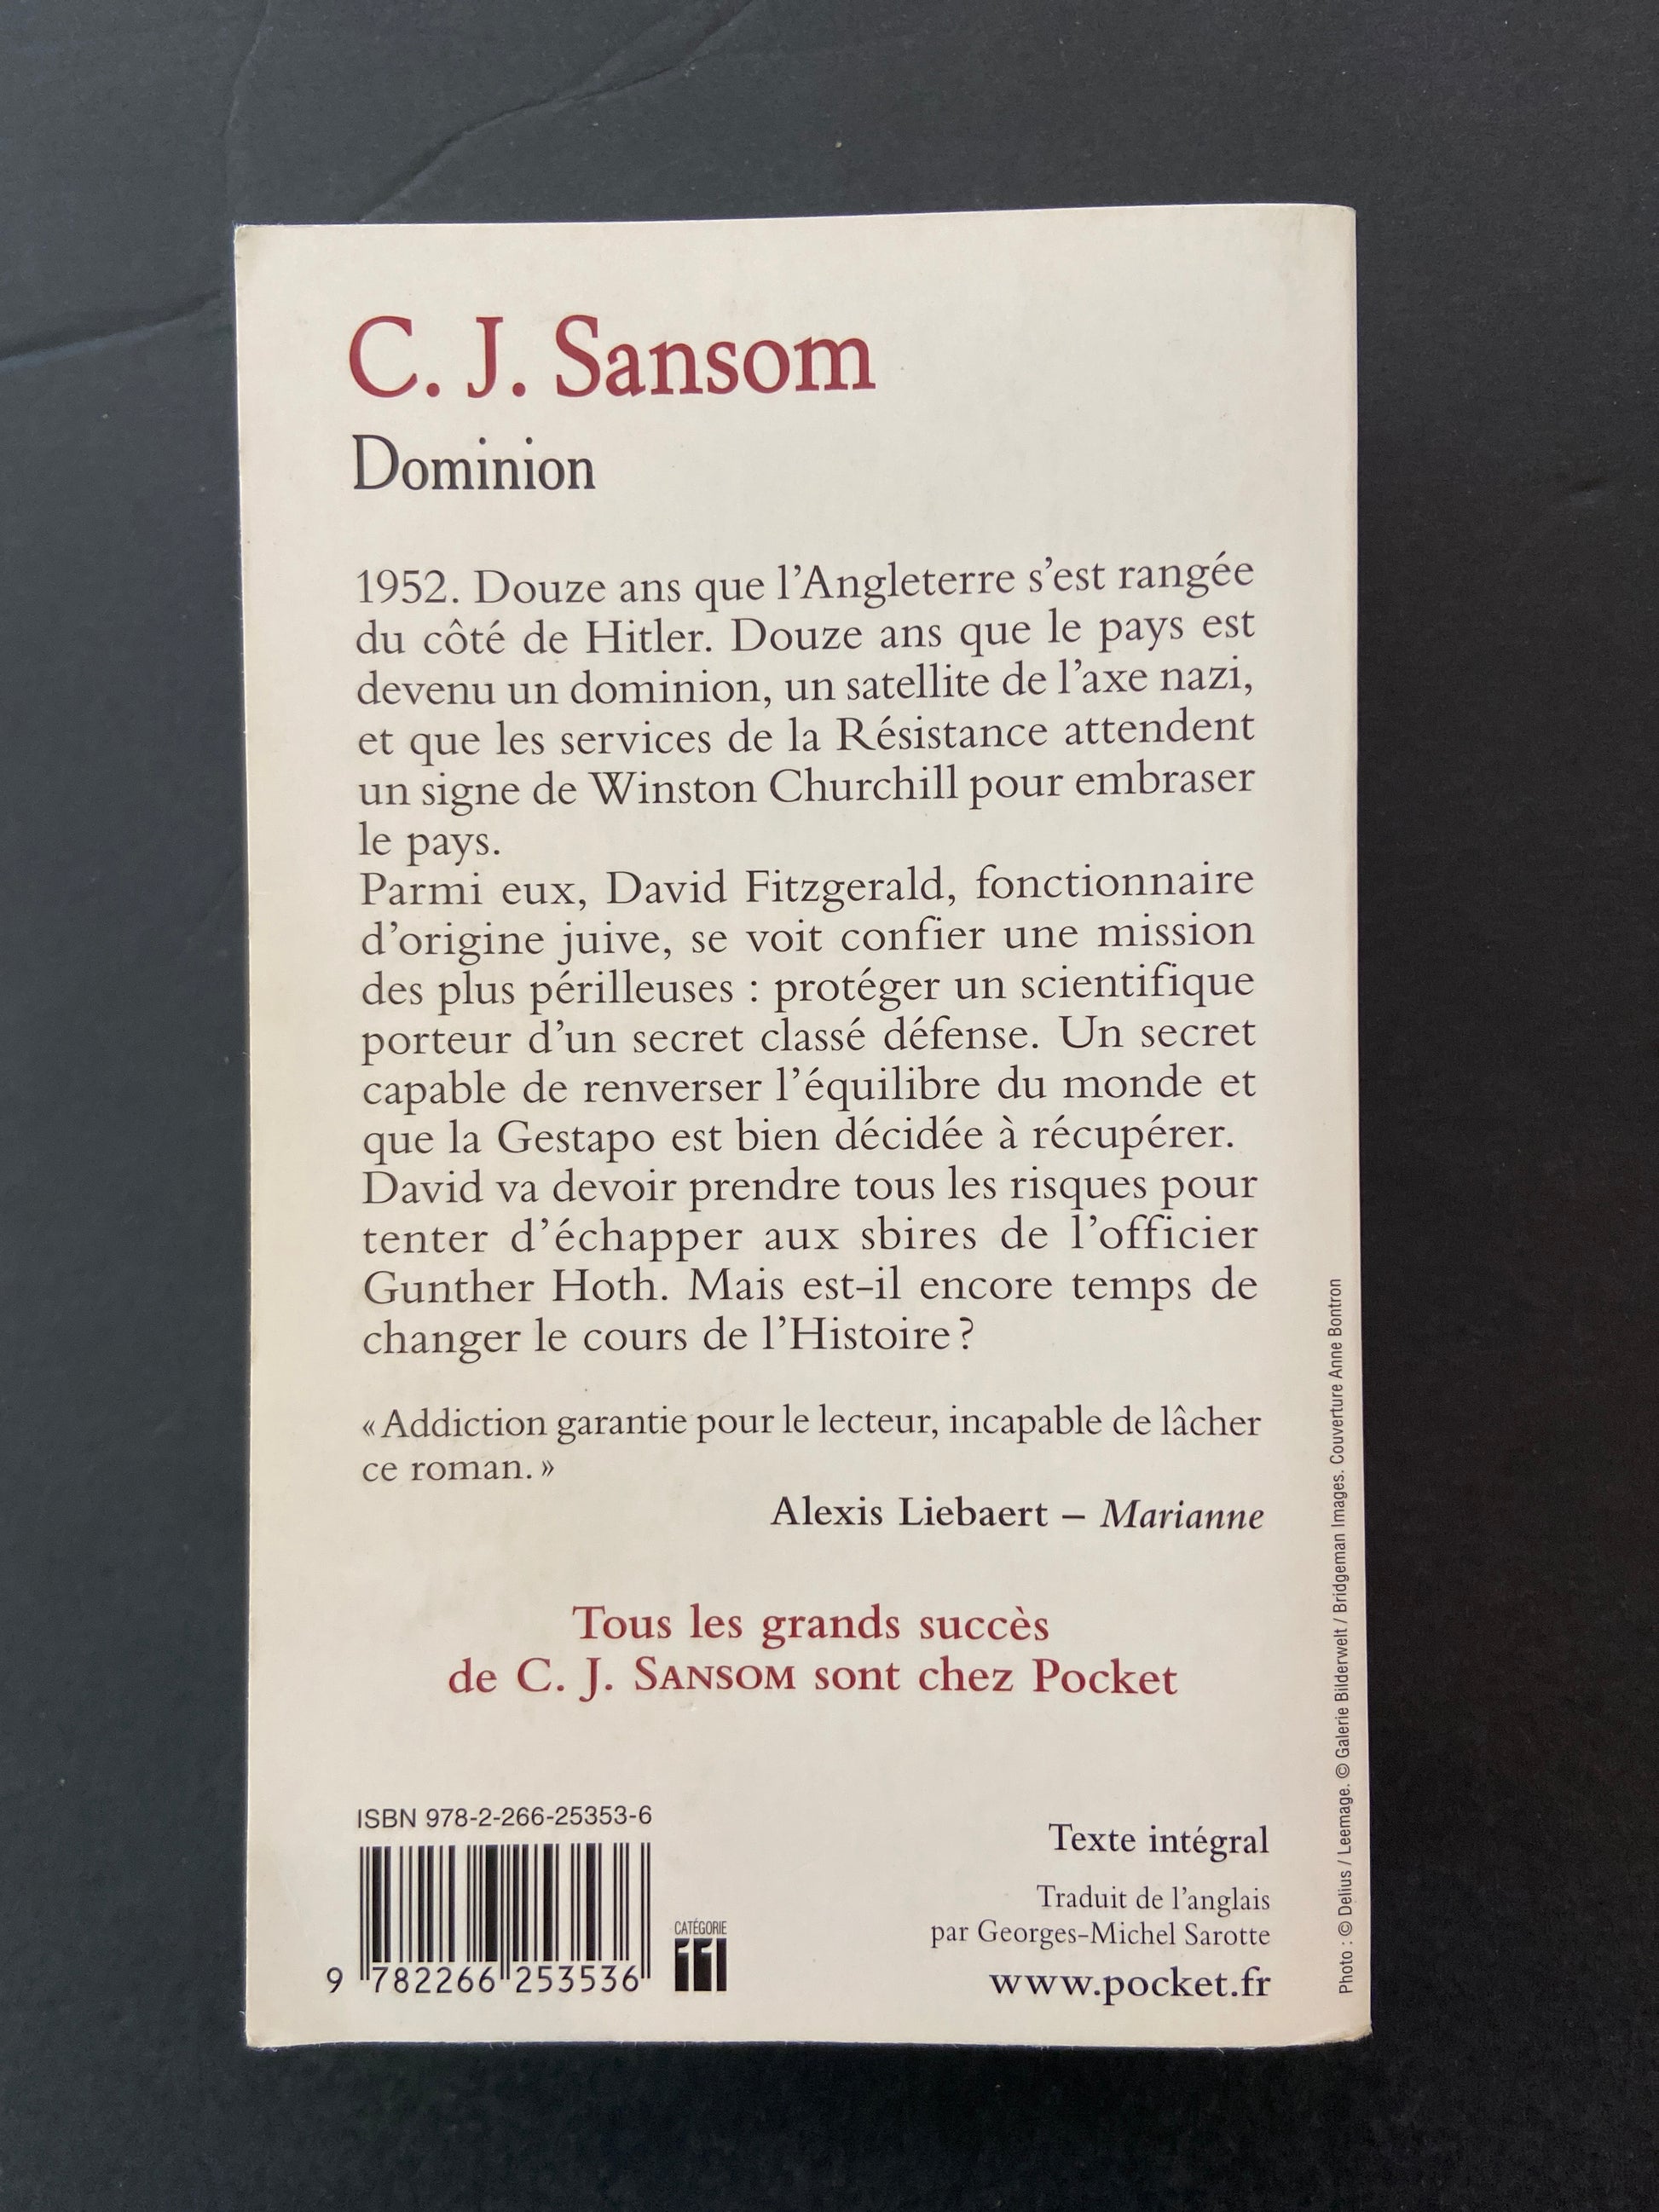 C. J. Sansom
Dominion
1952. Douze ans que l’Angleterre s’est rangée
du côté de Hitler. Douze ans que le pays est
devenu un dominion, un satellite de l’axe nazi,
et que les services de la Résistance attendent
un signe de Winston Churchill pour embraser
le pays.
Parmi eux, David Fitzgerald, fonctionnaire
d’origine juive, se voit confier une mission
des plus périlleuses : protéger un scientifique
porteur d’un secret classé défense. Un secret
capable de renverser l’équilibre du monde et
que la Gestapo est bien décidée à récupérer.
David va devoir prendre tous les risques pour
tenter d’échapper aux sbires de l’officier
Gunther Hoth. Mais est-il encore temps de
changer le cours de l’Histoire ?
« Addiction garantie pour le lecteur, incapable de lâcher
ce roman. »
Alexis Liebaert – Marianne
Tous les grands succès
de C. J. SANSOM sont chez Pocket
ISBN 978-2-266-25353-6
9 782266 253536
CATÉGORIE
11
Texte intégral
Traduit de l’anglais
par Georges-Michel Sarotte
www.pocket.fr
Photo : © Delius / Leemage. © Galerie Bilderwelt / Bridgeman Images. Couverture Anne Bontron